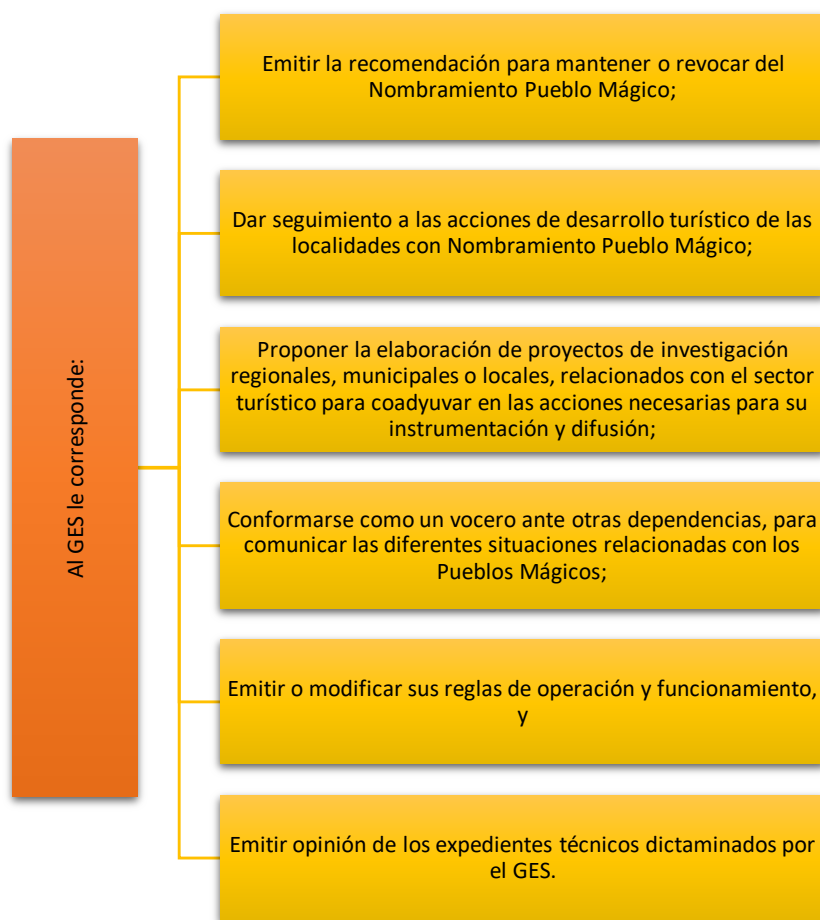 Al GES le corresponde:
Emitir la recomendación para mantener o revocar del
Nombramiento Pueblo Mágico;
Dar seguimiento a las acciones de desarrollo turístico de las
localidades con Nombramiento Pueblo Mágico;
Proponer la elaboración de proyectos de investigación
regionales, municipales o locales, relacionados con el sector
turístico para coadyuvar en las acciones necesarias para su
instrumentación y difusión;
Conformarse como un vocero ante otras dependencias, para
comunicar las diferentes situaciones relacionadas con los
Pueblos Mágicos;
Emitir o modificar sus reglas de operación y funcionamiento,
y
Emitir opinión de los expedientes técnicos dictaminados por
el GES.